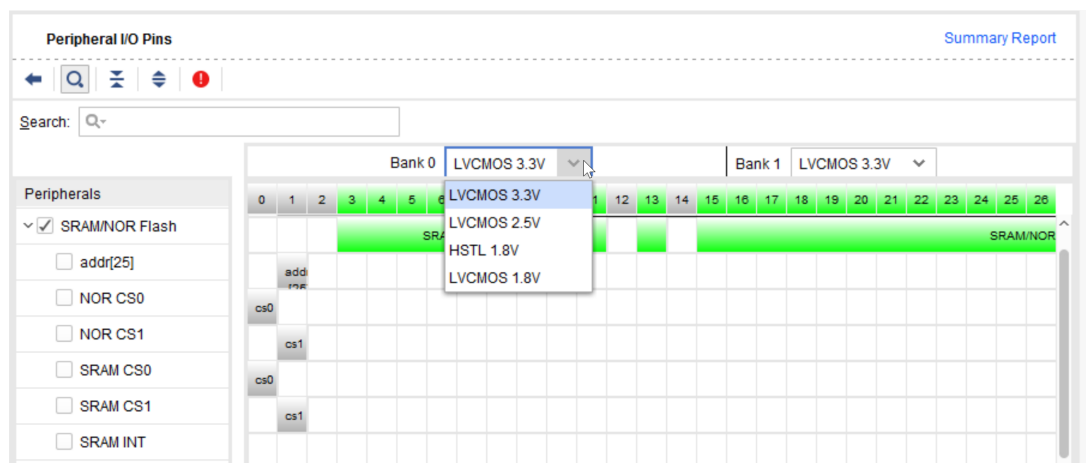 Peripheral I/O Pins
Summary Report
Search:
Bank 0 LVCMOS 3.3V Bank 1 LVCMOS 3.3V
LVCMOS 3.3V
LVCMOS 2.5V
HSTL 1.8V
LVCMOS 1.8V
Peripherals 0 1 2 3 4 5 12 13 14 15 16 17 18 19 20 21 22 23 24 25 26
SRAM/NOR Flash SRAM/NOR
addr[25]
NOR CS0 cs0
NOR CS1 cs1
SRAM CS0 cs0
SRAM CS1 cs1
SRAM INT